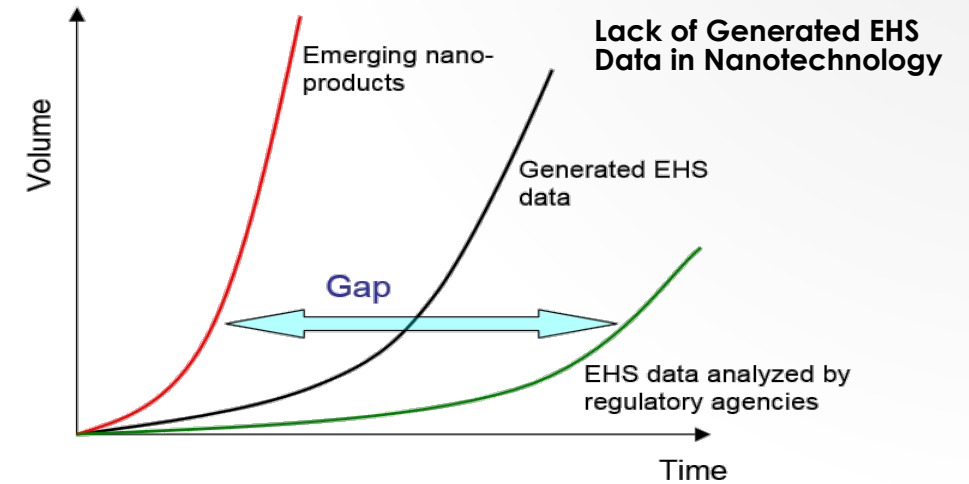 Lack of Generated EHS
Data in Nanotechnology
Emerging nano-
products
Volume
Generated EHS
data
Gap
EHS data analyzed by
regulatory agencies
Time